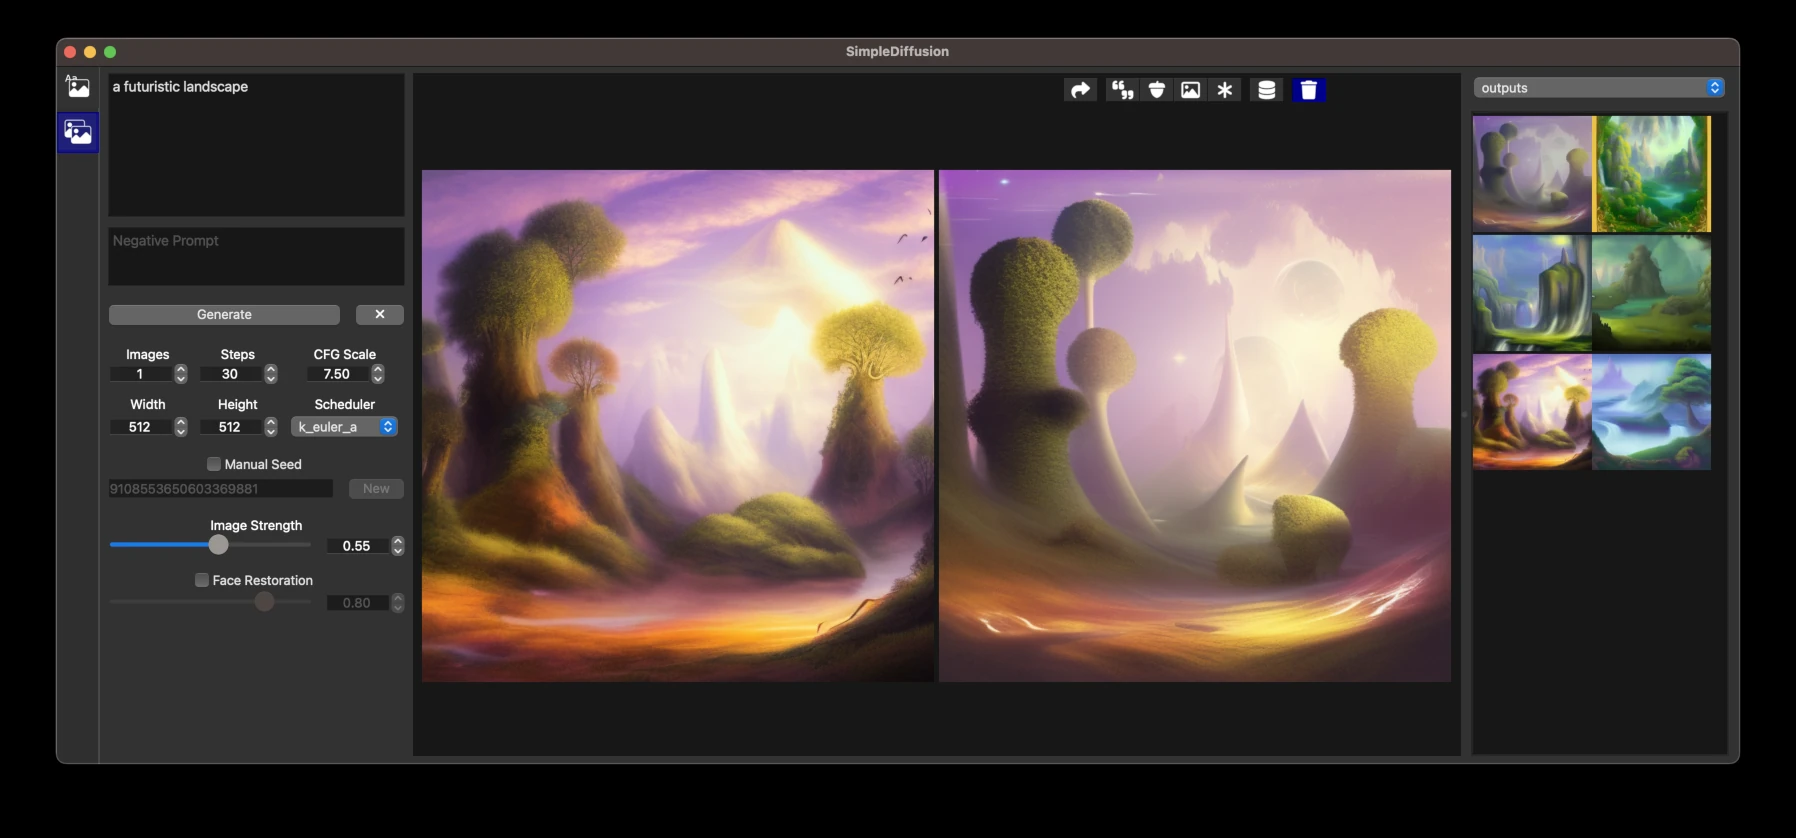 SimpleDiffusion
Aa
a futuristic landscape
outputs
Negative Prompt
Generate
Images Steps CFG Scale
1 30 7.50
Width Height Scheduler
512 512 k_euler_a
Manual Seed
9108553650603369881 New
Image Strength
0.55
Face Restoration
0.80